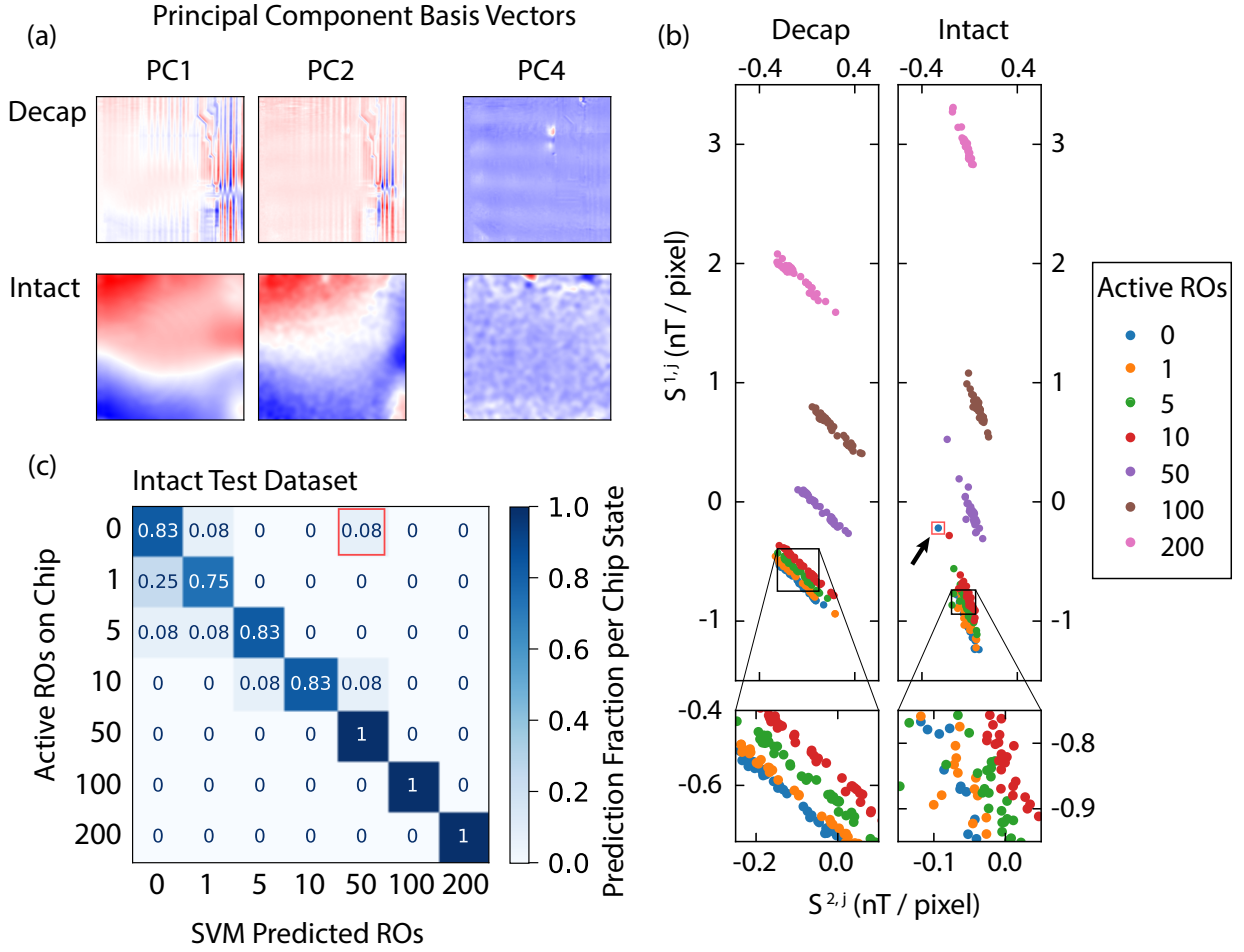 Principal Component Basis Vectors
(a)
PC1 PC2 PC4
Decap
Intact
(b)
Decap Intact
-0.4 0.4 -0.4 0.4
3 3
2 2
1 1
0 0
-1 -1
S^{1,j} (nT / pixel)
-0.4 -0.8
-0.6 -0.9
-0.2 0.0 -0.1 0.0
S^{2,j} (nT / pixel)
Active ROs
0
1
5
10
50
100
200
(c)
Intact Test Dataset
Active ROs on Chip
0 0.83 0.08 0 0 0.08 0 0
1 0.25 0.75 0 0 0 0 0
5 0.08 0.08 0.83 0 0 0 0
10 0 0 0.08 0.83 0.08 0 0
50 0 0 0 0 1 0 0
100 0 0 0 0 0 1 0
200 0 0 0 0 0 0 1
0 1 5 10 50 100 200
SVM Predicted ROs
1.0
0.8
0.6
0.4
0.2
0.0
Prediction Fraction per Chip State